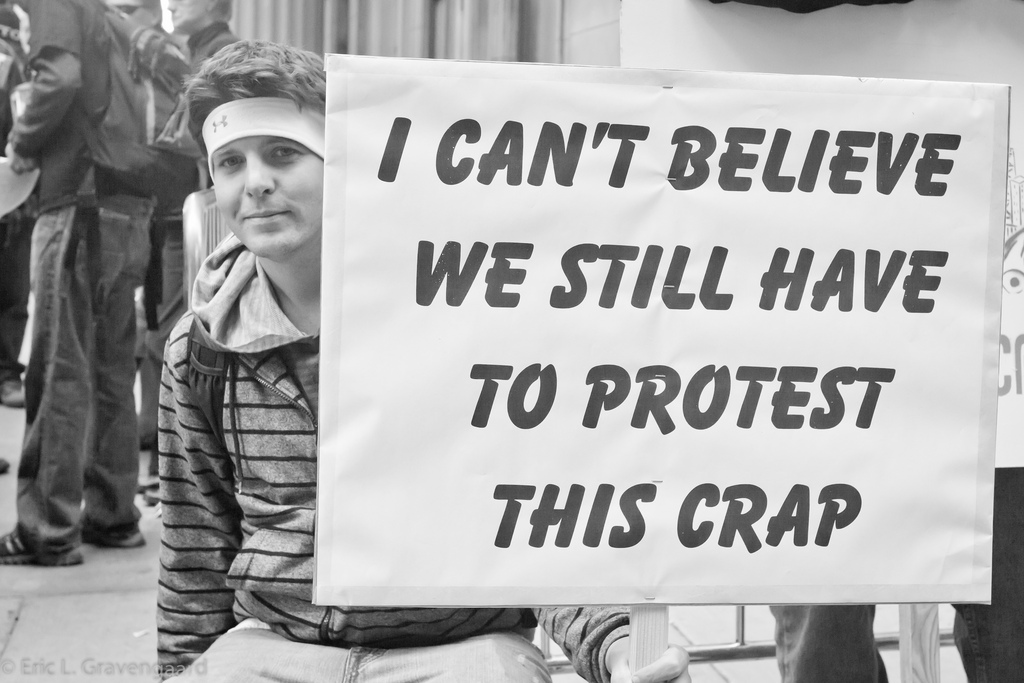 I CAN'T BELIEVE
WE STILL HAVE
TO PROTEST
THIS CRAP
© Eric L. Gravengaard